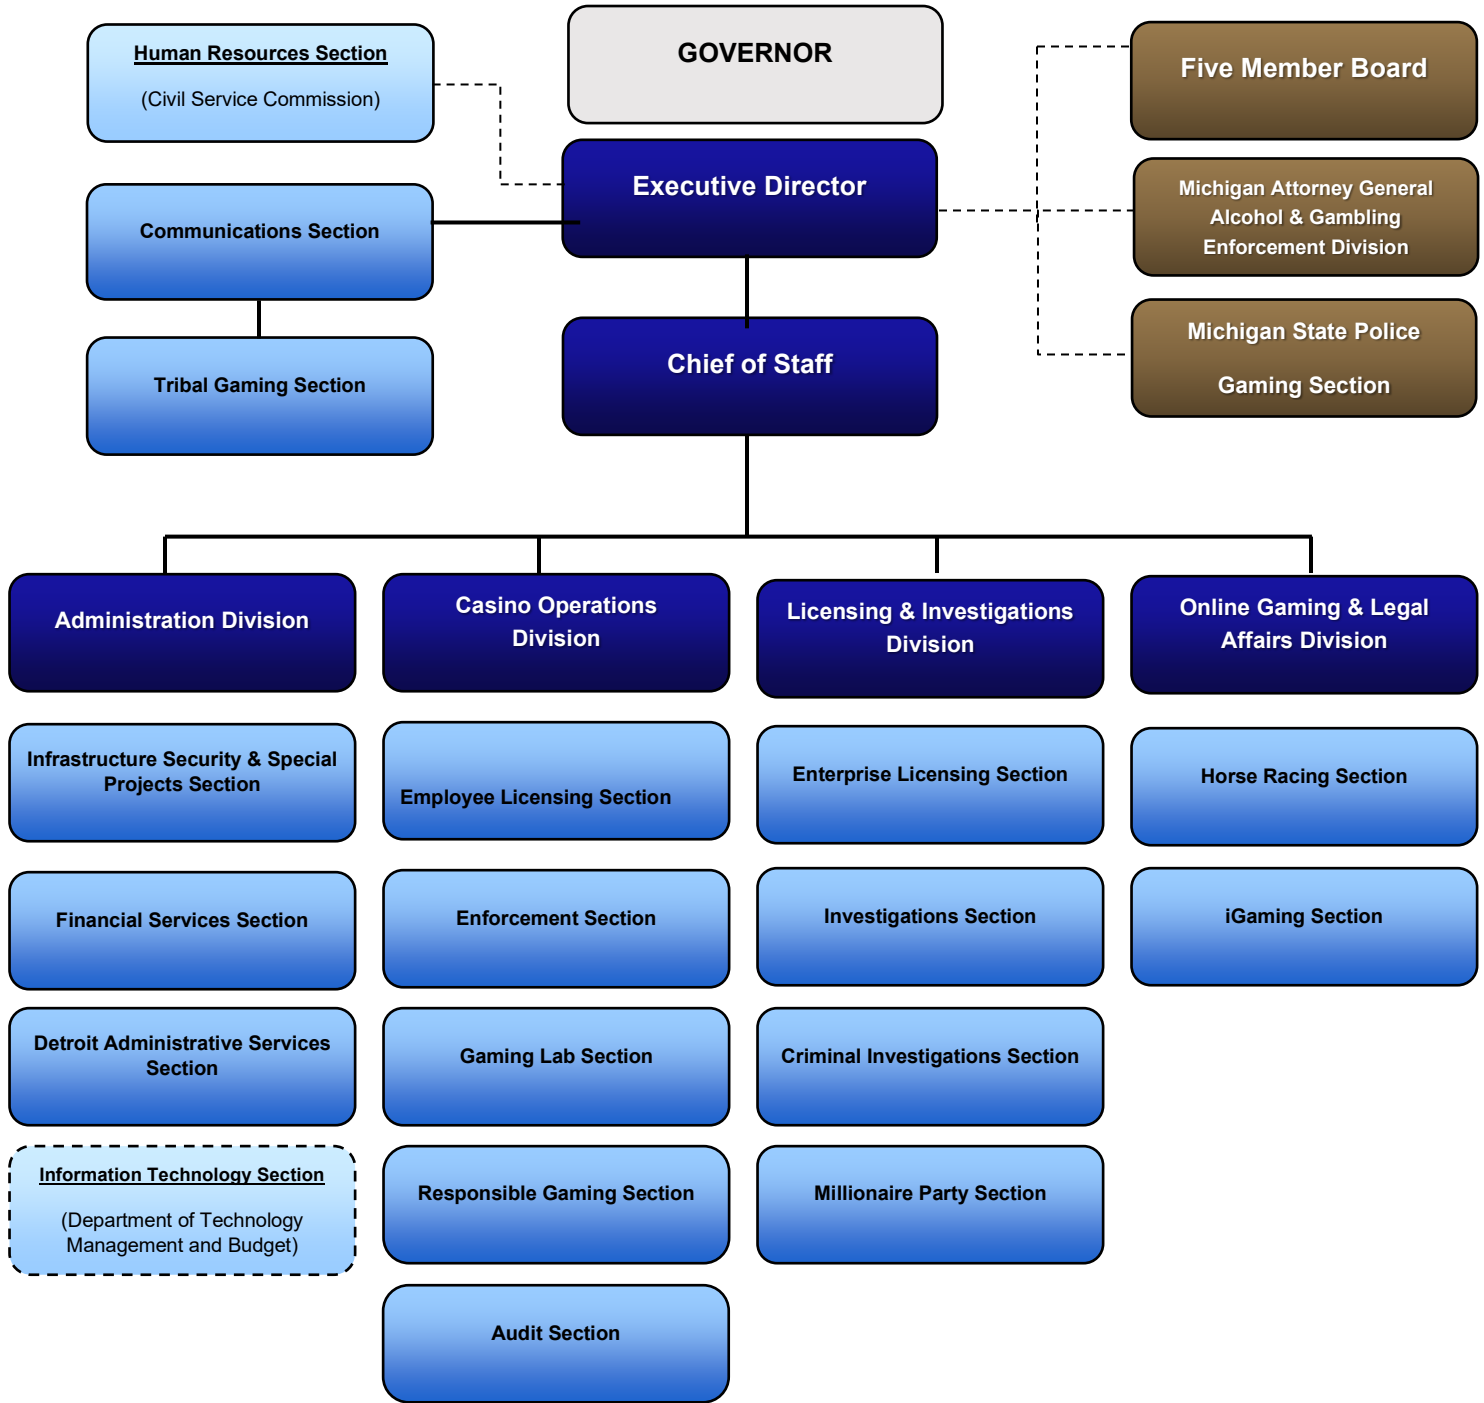 Human Resources Section
(Civil Service Commission)
GOVERNOR
Five Member Board
Executive Director
Michigan Attorney General
Alcohol & Gambling
Enforcement Division
Communications Section
Michigan State Police
Gaming Section
Chief of Staff
Tribal Gaming Section
Administration Division
Casino Operations
Division
Licensing & Investigations
Division
Online Gaming & Legal
Affairs Division
Infrastructure Security & Special
Projects Section
Employee Licensing Section
Enterprise Licensing Section
Horse Racing Section
Financial Services Section
Enforcement Section
Investigations Section
iGaming Section
Detroit Administrative Services
Section
Gaming Lab Section
Criminal Investigations Section
Information Technology Section
(Department of Technology
Management and Budget)
Responsible Gaming Section
Millionaire Party Section
Audit Section